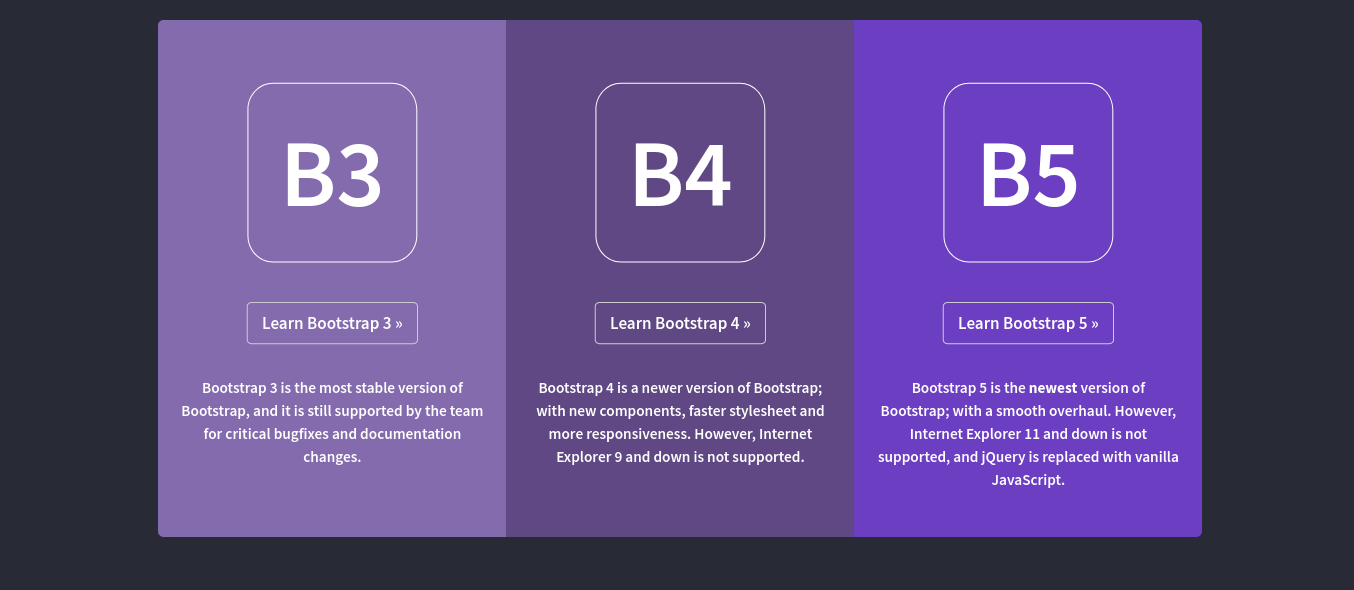 B3
Learn Bootstrap 3 »
Bootstrap 3 is the most stable version of
Bootstrap, and it is still supported by the team
for critical bugfixes and documentation
changes.
B4
Learn Bootstrap 4 »
Bootstrap 4 is a newer version of Bootstrap;
with new components, faster stylesheet and
more responsiveness. However, Internet
Explorer 9 and down is not supported.
B5
Learn Bootstrap 5 »
Bootstrap 5 is the newest version of
Bootstrap; with a smooth overhaul. However,
Internet Explorer 11 and down is not
supported, and jQuery is replaced with vanilla
JavaScript.